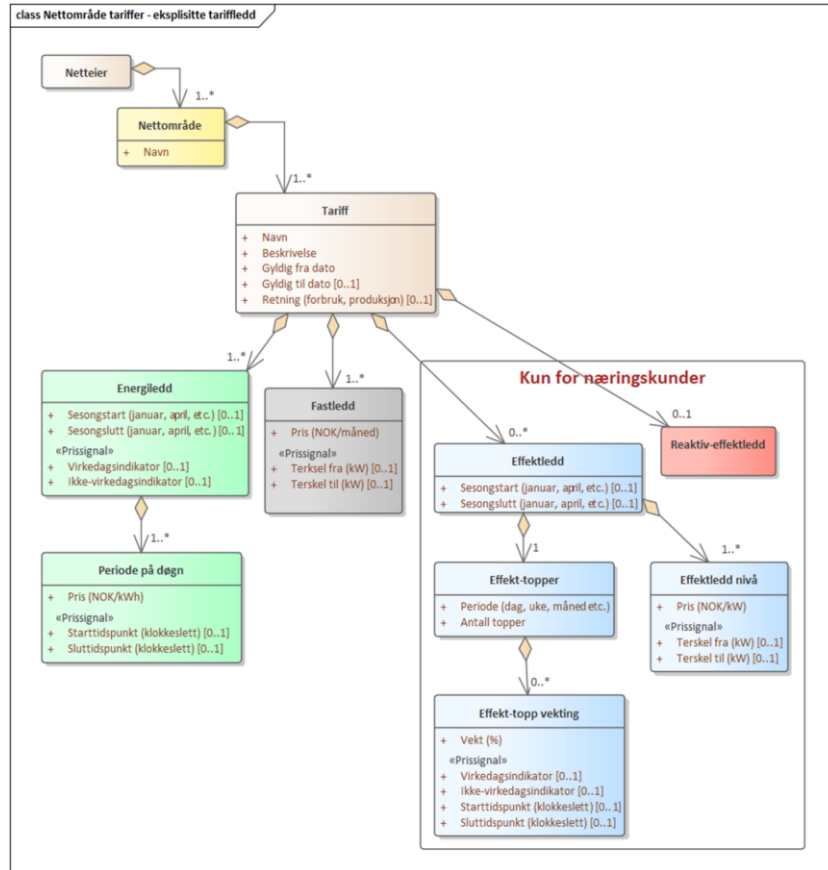 class Nettområde tariffer - eksplisitte tariffledd
Netteier
1..*
Nettområde
+ Navn
1..*
Tariff
+ Navn
+ Beskrivelse
+ Gyldig fra dato
+ Gyldig til dato [0..1]
+ Retning (forbruk, produksjon) [0..1]
1..*
Energiledd
+ Sesongstart (januar, april, etc.) [0..1]
+ Sesongslutt (januar, april, etc.) [0..1]
«Prissignal»
+ Virkedagsindikator [0..1]
+ Ikke-virkedagsindikator [0..1]
1..*
Periode på døgn
+ Pris (NOK/kWh)
«Prissignal»
+ Starttidspunkt (klokkeslett) [0..1]
+ Sluttidspunkt (klokkeslett) [0..1]
1..*
Fastledd
+ Pris (NOK/måned)
«Prissignal»
+ Terksel fra (kW) [0..1]
+ Terskel til (kW) [0..1]
Kun for næringskunder
0..*
Effektledd
+ Sesongstart (januar, april, etc.) [0..1]
+ Sesongslutt (januar, april, etc.) [0..1]
0..1
Reaktiv-effektledd
1
Effekt-topper
+ Periode (dag, uke, måned etc.)
+ Antall topper
1..*
Effektledd nivå
+ Pris (NOK/kW)
«Prissignal»
+ Terskel fra (kW) [0..1]
+ Terskel til (kW) [0..1]
0..*
Effekt-topp vekting
+ Vekt (%)
«Prissignal»
+ Virkedagsindikator [0..1]
+ Ikke-virkedagsindikator [0..1]
+ Starttidspunkt (klokkeslett) [0..1]
+ Sluttidspunkt (klokkeslett) [0..1]